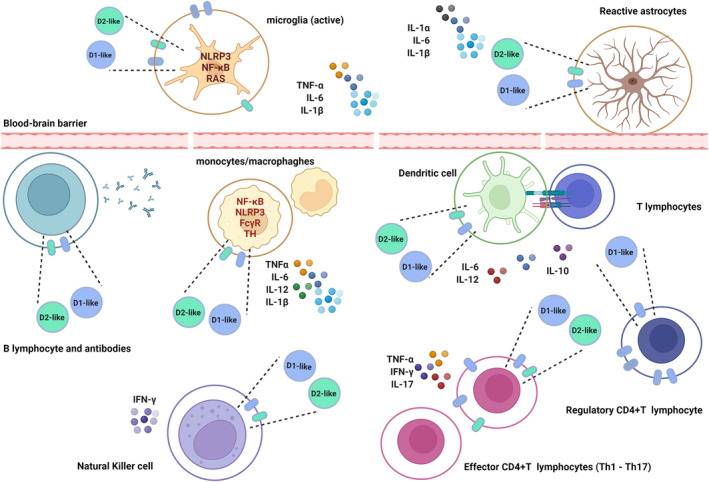 D2-like
D1-like
microglia (active)
NLRP3
NF-κB
RAS
TNF-α
IL-6
IL-1β
IL-1α
IL-6
IL-1β
D2-like
D1-like
Reactive astrocytes
Blood-brain barrier
monocytes/macrophaghes
NF-κB
NLRP3
FcγR
TH
TNFα
IL-6
IL-12
IL-1β
D2-like
D1-like
D2-like
D1-like
B lymphocyte and antibodies
Dendritic cell
T lymphocytes
D2-like
D1-like
IL-6
IL-12
IL-10
D1-like
D1-like
D2-like
TNF-α
IFN-γ
IL-17
Regulatory CD4+T lymphocyte
Effector CD4+T lymphocytes (Th1 - Th17)
IFN-γ
D1-like
D2-like
Natural Killer cell